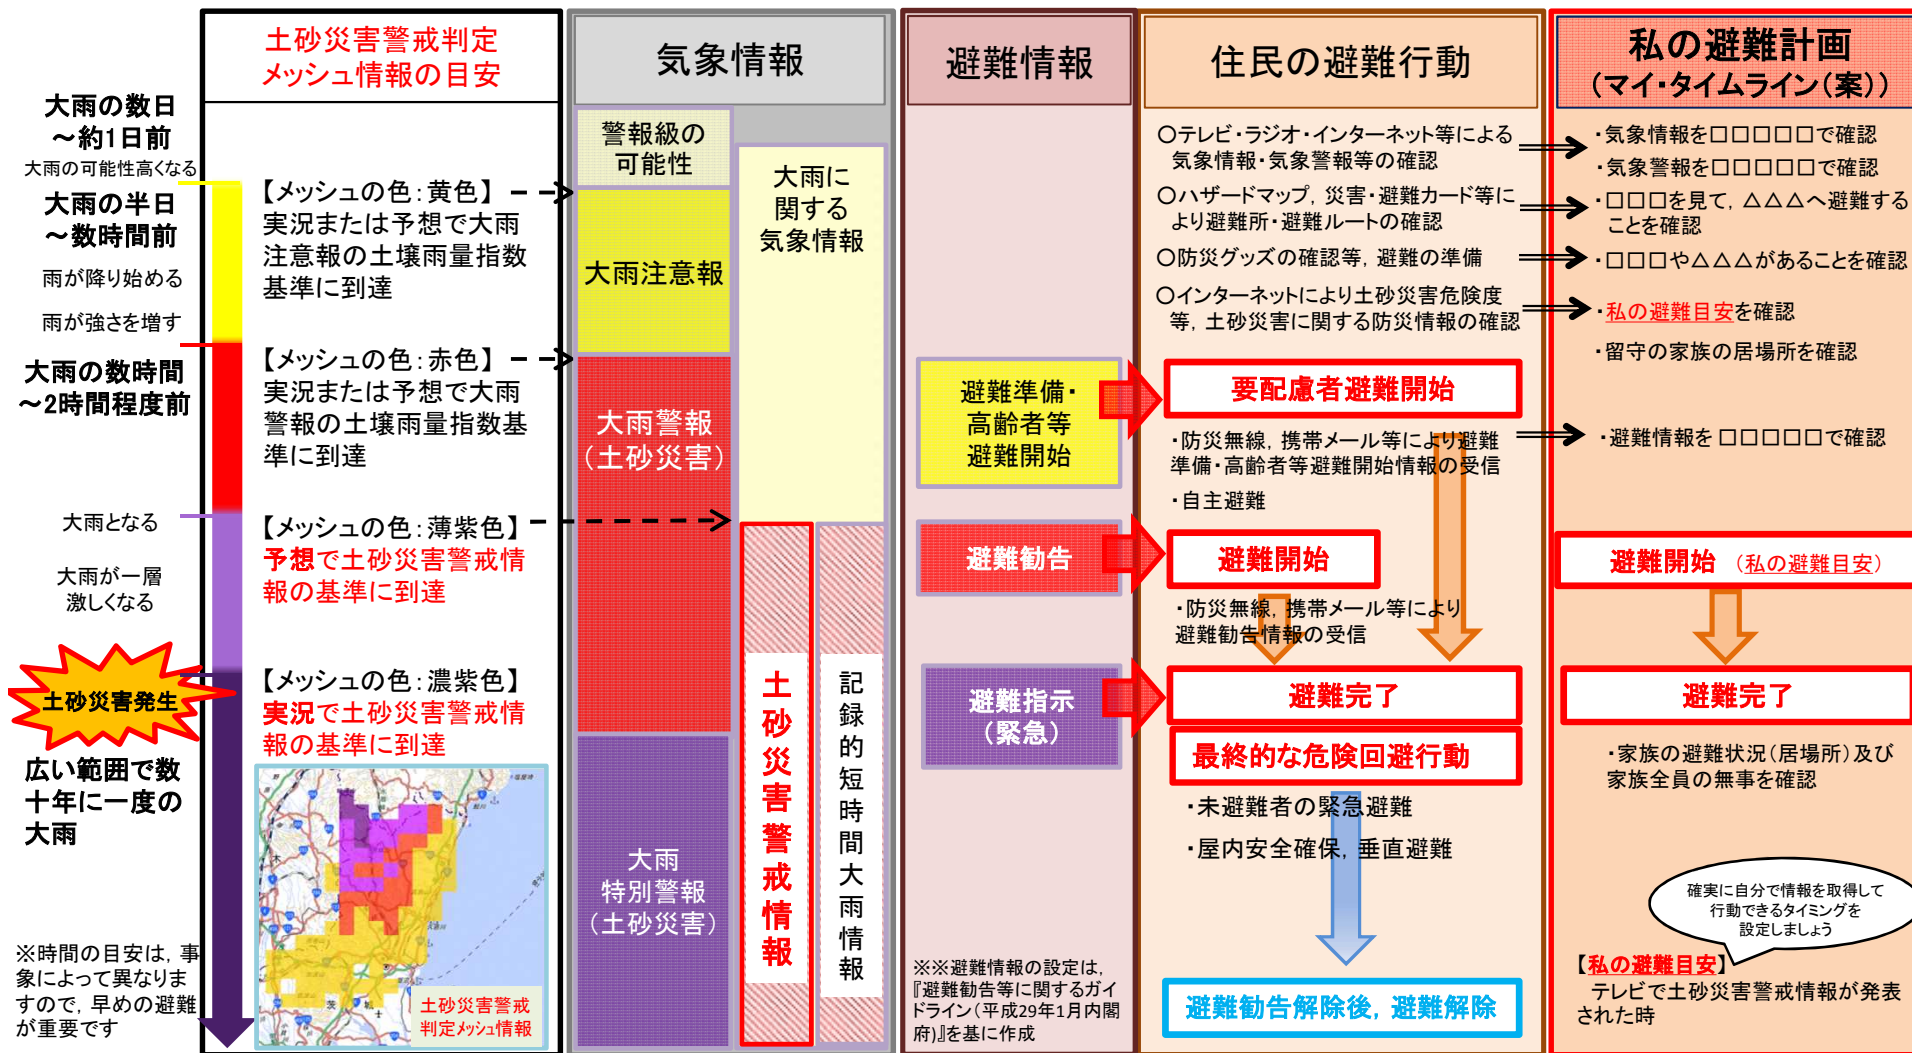 土砂災害警戒判定
メッシュ情報の目安
気象情報
避難情報
住民の避難行動
私の避難計画
（マイ・タイムライン（案））
大雨の数日
～約1日前
大雨の可能性高くなる
大雨の半日
～数時間前
雨が降り始める
雨が強さを増す
大雨の数時間
～2時間程度前
大雨となる
大雨が一層
激しくなる
土砂災害発生
広い範囲で数
十年に一度の
大雨
※時間の目安は，事
象によって異なりま
すので，早めの避難
が重要です
【メッシュの色：黄色】
実況または予想で大雨
注意報の土壌雨量指数
基準に到達
【メッシュの色：赤色】
実況または予想で大雨
警報の土壌雨量指数基
準に到達
【メッシュの色：薄紫色】
予想で土砂災害警戒情
報の基準に到達
【メッシュの色：濃紫色】
実況で土砂災害警戒情
報の基準に到達
土砂災害警戒
判定メッシュ情報
警報級の
可能性
大雨注意報
大雨警報
（土砂災害）
大雨
特別警報
（土砂災害）
大雨に
関する
気象情報
土砂災害警戒情報
記録的短時間大雨情報
避難準備・
高齢者等
避難開始
避難勧告
避難指示
（緊急）
※※避難情報の設定は，
『避難勧告等に関するガイ
ドライン（平成29年1月内閣
府)』を基に作成
○テレビ・ラジオ・インターネット等による
気象情報・気象警報等の確認
○ハザードマップ，災害・避難カード等に
より避難所・避難ルートの確認
○防災グッズの確認等，避難の準備
○インターネットにより土砂災害危険度
等，土砂災害に関する防災情報の確認
要配慮者避難開始
・防災無線，携帯メール等により避難
準備・高齢者等避難開始情報の受信
・自主避難
避難開始
・防災無線，携帯メール等により
避難勧告情報の受信
避難完了
最終的な危険回避行動
・未避難者の緊急避難
・屋内安全確保，垂直避難
避難勧告解除後，避難解除
・気象情報を□□□□□で確認
・気象警報を□□□□□で確認
・□□□を見て，△△△へ避難する
ことを確認
・□□□や△△△があることを確認
・私の避難目安を確認
・留守の家族の居場所を確認
・避難情報を□□□□□で確認
避難開始（私の避難目安）
避難完了
・家族の避難状況（居場所）及び
家族全員の無事を確認
確実に自分で情報を取得して
行動できるタイミングを
設定しましょう
【私の避難目安】
テレビで土砂災害警戒情報が発表
された時